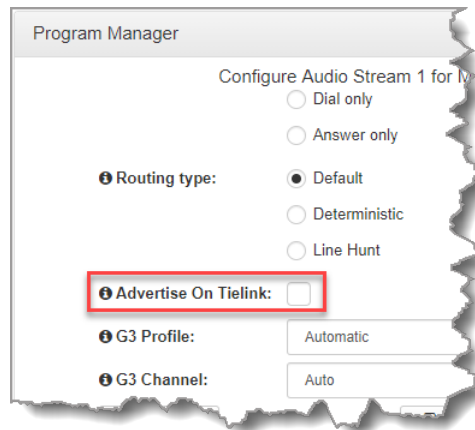 Program Manager
Configure Audio Stream 1 for
Dial only
Answer only
Routing type:
Default
Deterministic
Line Hunt
Advertise On Tielink:
G3 Profile:
Automatic
G3 Channel:
Auto